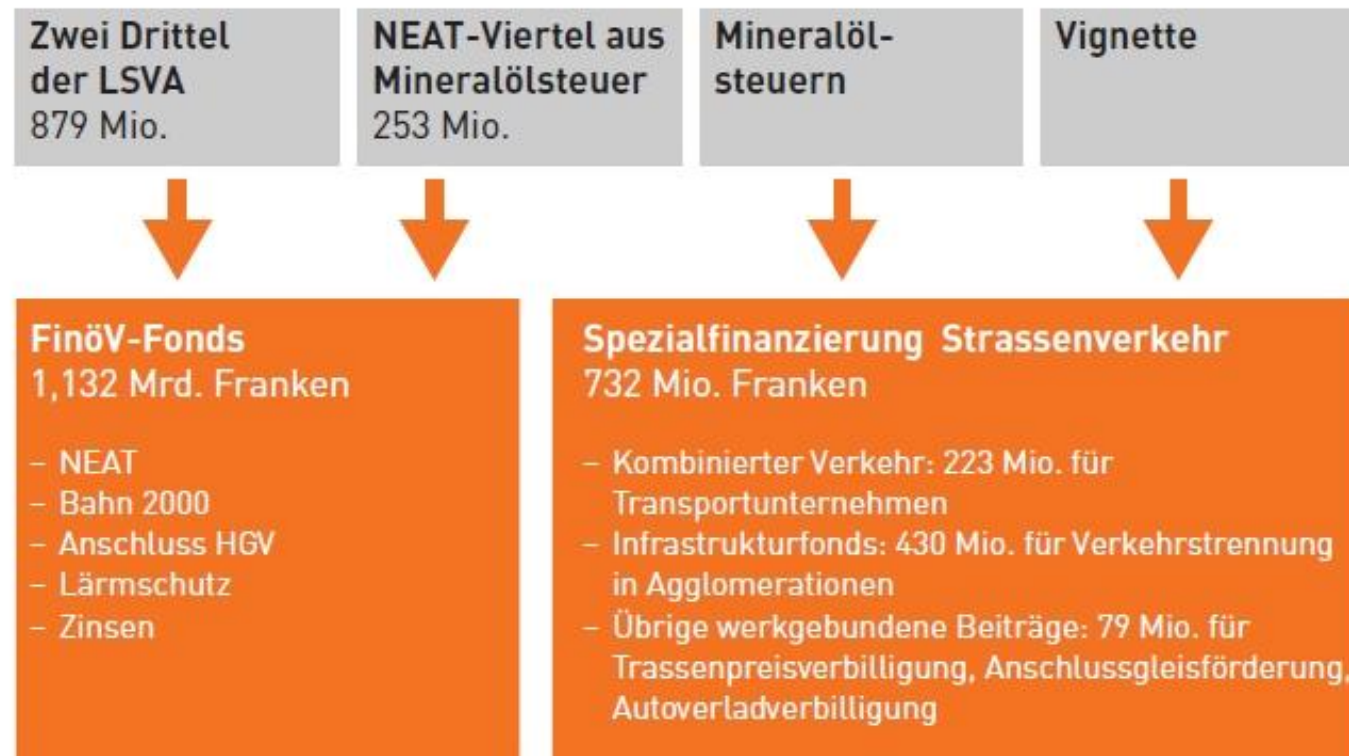 Zwei Drittel
der LSVA
879 Mio.
NEAT-Viertel aus
Mineralölsteuer
253 Mio.
Mineralöl-
steuern
Vignette
FinöV-Fonds
1,132 Mrd. Franken
– NEAT
– Bahn 2000
– Anschluss HGV
– Lärmschutz
– Zinsen
Spezialfinanzierung Strassenverkehr
732 Mio. Franken
– Kombinierter Verkehr: 223 Mio. für
Transportunternehmen
– Infrastrukturfonds: 430 Mio. für Verkehrstrennung
in Agglomerationen
– Übrige werkgebundene Beiträge: 79 Mio. für
Trassenpreisverbilligung, Anschlussgleisförderung,
Autoverladverbilligung